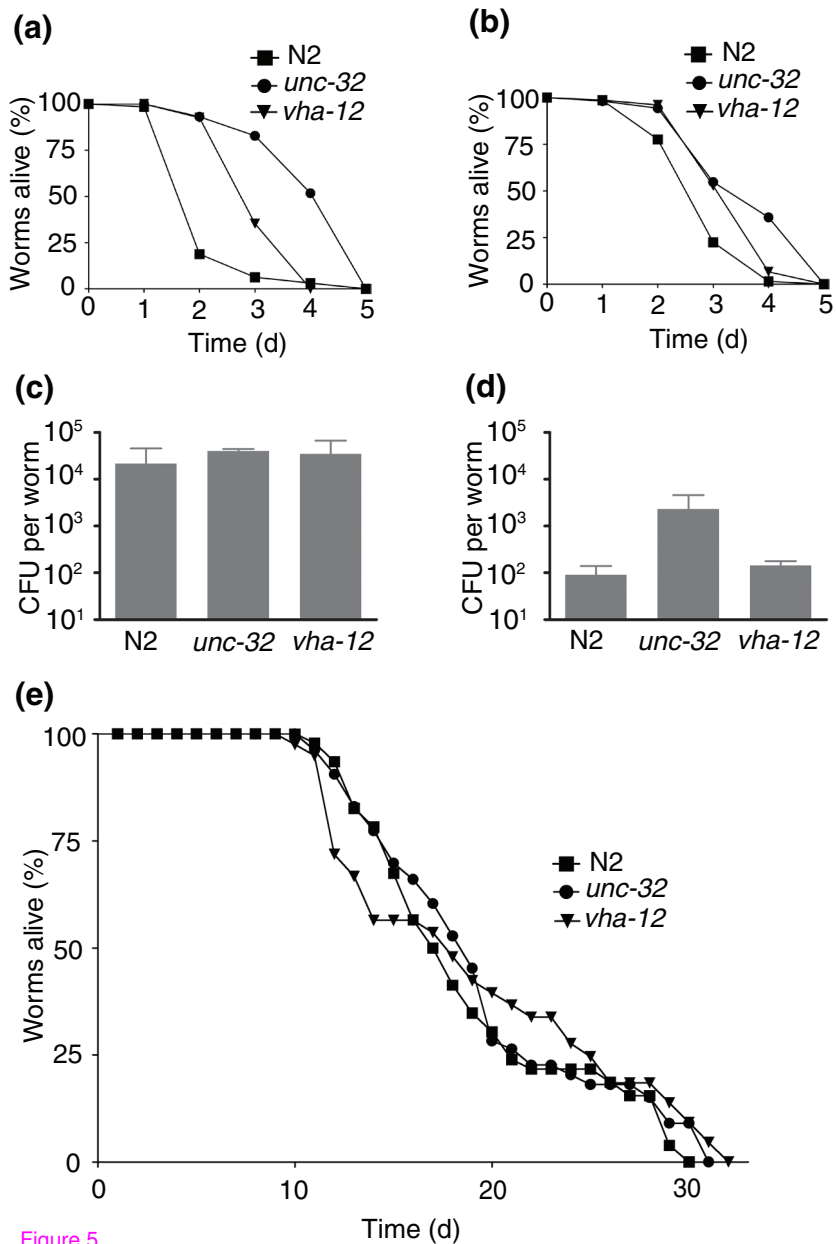 (a)
N2
unc-32
vha-12
Worms alive (%)
100
75
50
25
0
0 1 2 3 4 5
Time (d)
(b)
N2
unc-32
vha-12
Worms alive (%)
100
75
50
25
0
0 1 2 3 4 5
Time (d)
(c)
CFU per worm
10⁵
10⁴
10³
10²
10¹
N2 unc-32 vha-12
(d)
CFU per worm
10⁵
10⁴
10³
10²
10¹
N2 unc-32 vha-12
(e)
N2
unc-32
vha-12
Worms alive (%)
100
75
50
25
0
0 10 20 30
Time (d)
Figure 5